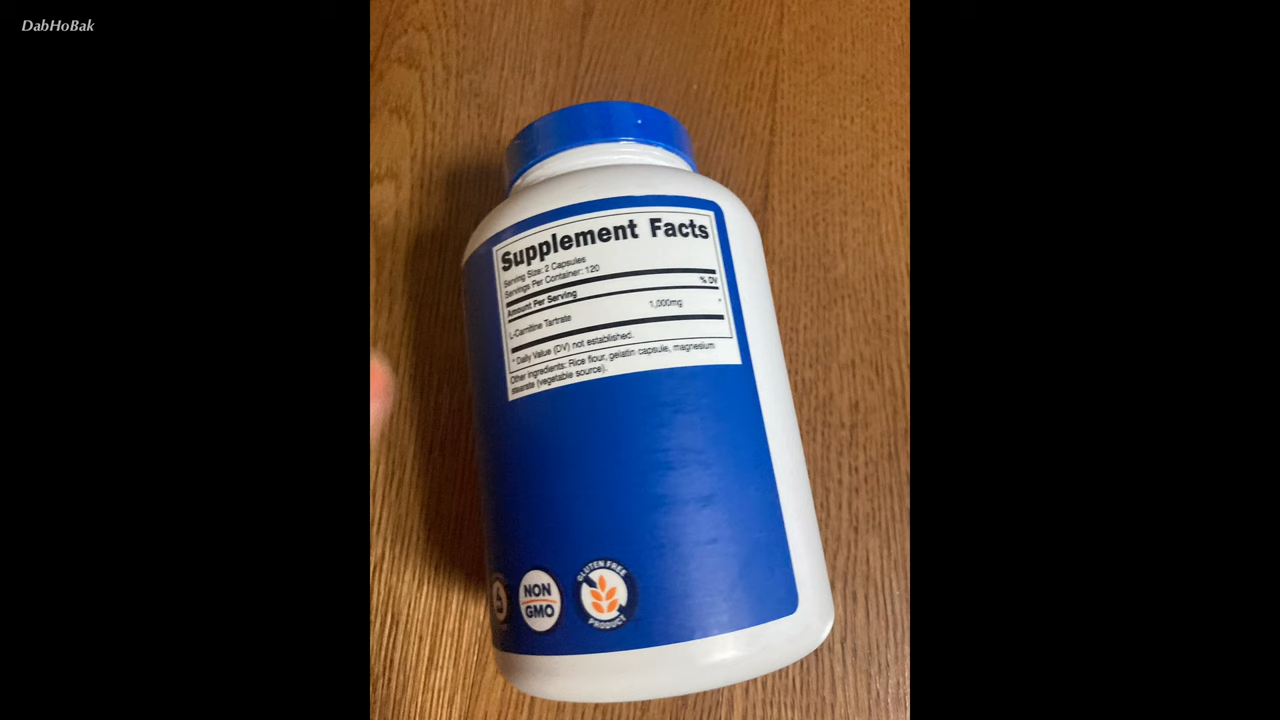 DabHoBak
Supplement Facts
Serving Size: 2 Capsules
Servings Per Container: 120
% DV
Amount Per Serving
L-Carnitine Tartrate 1,000mg *
* Daily Value (DV) not established.
Other ingredients: Rice flour, gelatin capsule, magnesium
stearate (vegetable source).
NON
GMO
GLUTEN FREE
PRODUCT